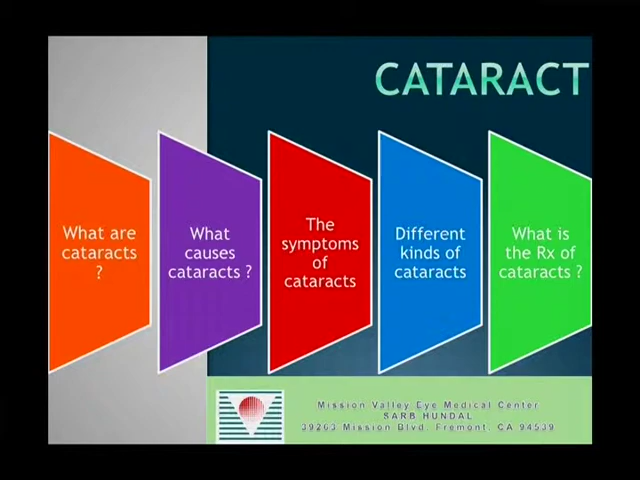 CATARACT
What are
cataracts
?
What
causes
cataracts ?
The
symptoms
of
cataracts
Different
kinds of
cataracts
What is
the Rx of
cataracts ?
Mission Valley Eye Medical Center
SARB HUNDAL
39263 Mission Blvd. Fremont, CA 94539